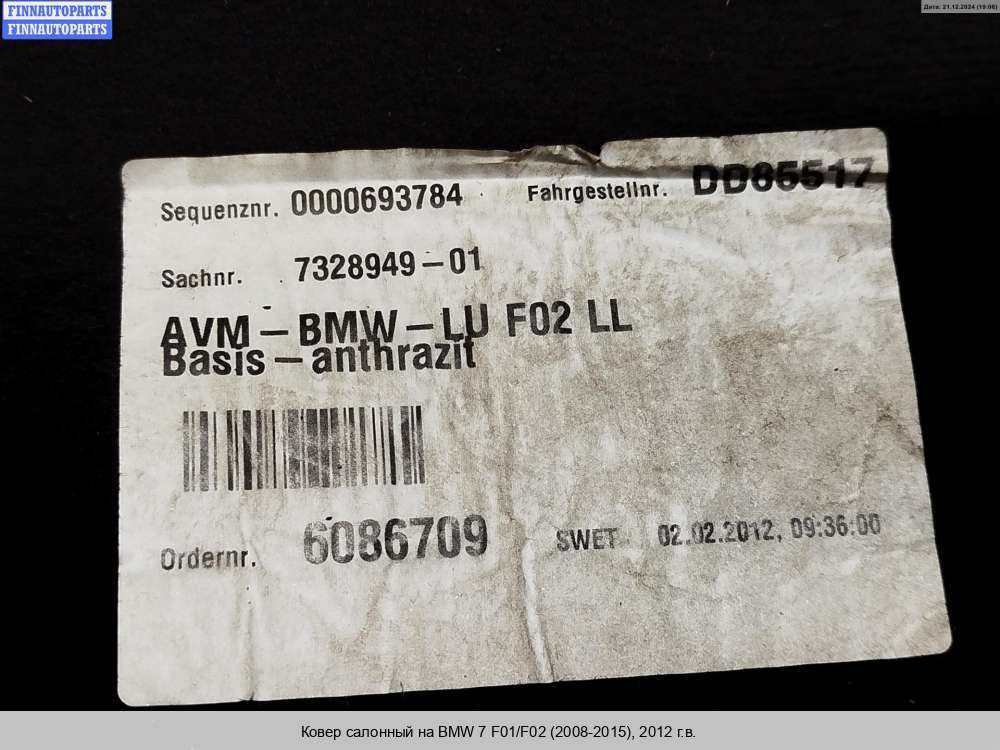 FINNAUTOPARTS
FINNAUTOPARTS
Дата: 21.12.2024 (19:06)
Sequenznr. 0000693784 Fahrgestellnr. DD85517
Sachnr. 7328949-01
AVM-BMW-LU F02 LL
Basis-anthrazit
Ordernr. 6086709 SWET 02.02.2012, 09:36:00
Ковер салонный на BMW 7 F01/F02 (2008-2015), 2012 г.в.